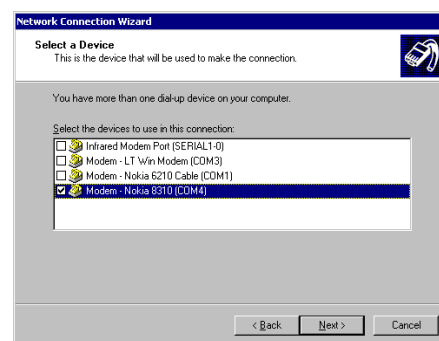 Network Connection Wizard
Select a Device
This is the device that will be used to make the connection.
You have more than one dial-up device on your computer.
Select the devices to use in this connection:
Infrared Modem Port (SERIAL1-0)
Modem - LT Win Modem (COM3)
Modem - Nokia 6210 Cable (COM1)
Modem - Nokia 8310 (COM4)
< Back Next > Cancel